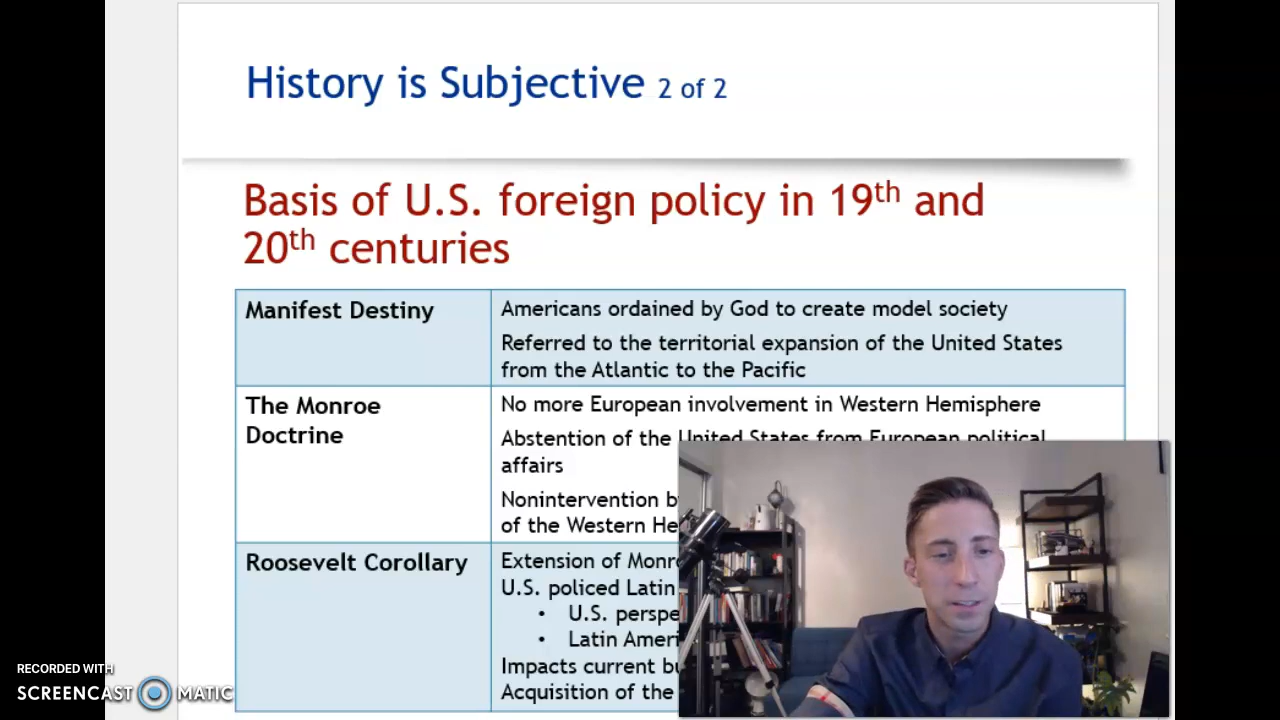 History is Subjective 2 of 2
Basis of U.S. foreign policy in 19th and
20th centuries
Manifest Destiny
Americans ordained by God to create model society
Referred to the territorial expansion of the United States
from the Atlantic to the Pacific
The Monroe
Doctrine
No more European involvement in Western Hemisphere
Abstention of the United States from European political
affairs
Nonintervention
of the Western
Roosevelt Corollary
Extension of
U.S. policed Latin
• U.S.
• Latin
Impacts current
Acquisition of the
RECORDED WITH
SCREENCAST MATIC